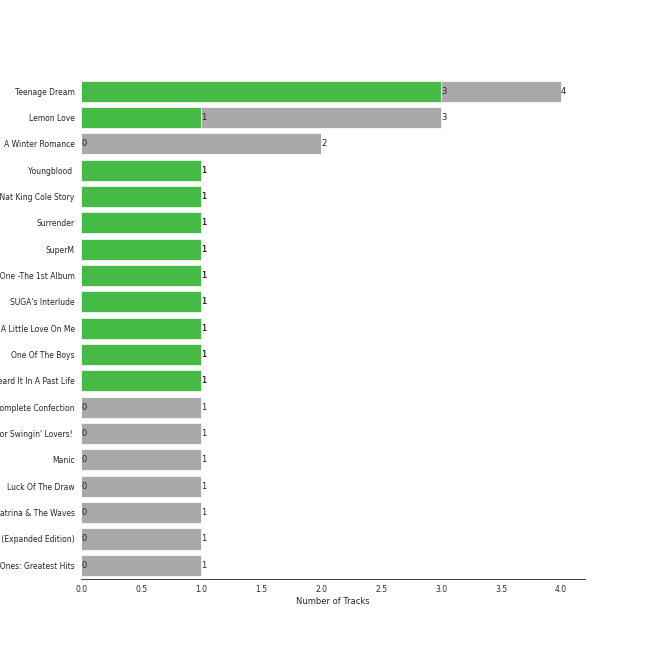 Teenage Dream 3 4
Lemon Love 1 3
A Winter Romance 0 2
Youngblood 1
Nat King Cole Story 1
Surrender 1
SuperM 1
One -The 1st Album 1
SUGA's Interlude 1
A Little Love On Me 1
One Of The Boys 1
eard It In A Past Life 1
omplete Confection 0 1
or Swingin' Lovers! 0 1
Manic 0 1
Luck Of The Draw 0 1
atrina & The Waves 0 1
(Expanded Edition) 0 1
Ones: Greatest Hits 0 1
0.0 0.5 1.0 1.5 2.0 2.5 3.0 3.5 4.0
Number of Tracks